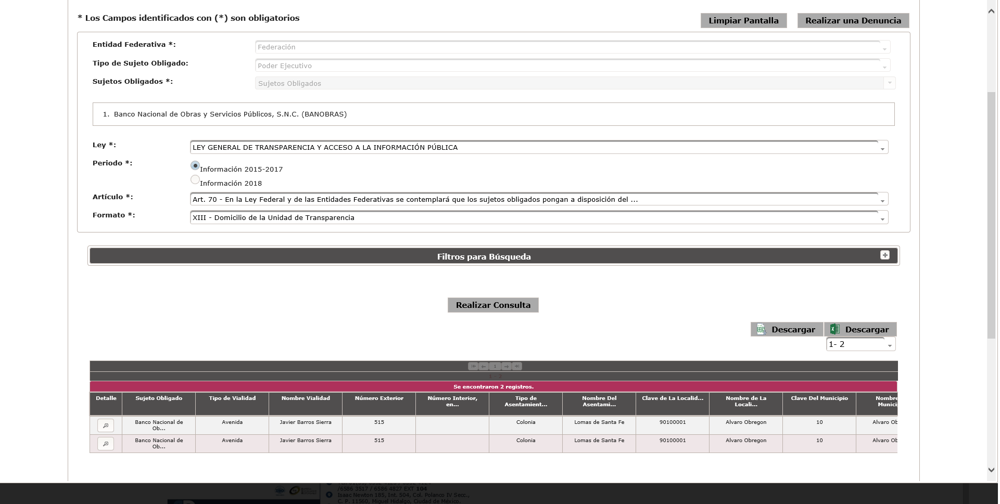 * Los Campos identificados con (*) son obligatorios
Limpiar Pantalla
Realizar una Denuncia
Entidad Federativa *:
Federación
Tipo de Sujeto Obligado:
Poder Ejecutivo
Sujetos Obligados *:
Sujetos Obligados
1. Banco Nacional de Obras y Servicios Públicos, S.N.C. (BANOBRAS)
Ley *:
LEY GENERAL DE TRANSPARENCIA Y ACCESO A LA INFORMACIÓN PÚBLICA
Periodo *:
Información 2015-2017
Información 2018
Artículo *:
Art. 70 - En la Ley Federal y de las Entidades Federativas se contemplará que los sujetos obligados pongan a disposición del ...
Formato *:
XIII - Domicilio de la Unidad de Transparencia
Filtros para Búsqueda
Realizar Consulta
Descargar
Descargar
1- 2
1
1 - 2
Se encontraron 2 registros.
Detalle Sujeto Obligado Tipo de Vialidad Nombre Vialidad Número Exterior Número Interior, en... Tipo de Asentamient... Nombre Del Asentami... Clave de La Localid... Nombre de La Locali... Clave Del Municipio Nombre Munici
Banco Nacional de Ob... Avenida Javier Barros Sierra 515 Colonia Lomas de Santa Fe 90100001 Alvaro Obregon 10 Alvaro Ob
Banco Nacional de Ob... Avenida Javier Barros Sierra 515 Colonia Lomas de Santa Fe 90100001 Alvaro Obregon 10 Alvaro Ob
/6586 3517 / 6586 4827 EXT 104
Isaac Newton 185, Int. 504, Col. Polanco IV Secc.,
C. P. 11560, Miguel Hidalgo, Ciudad de México.